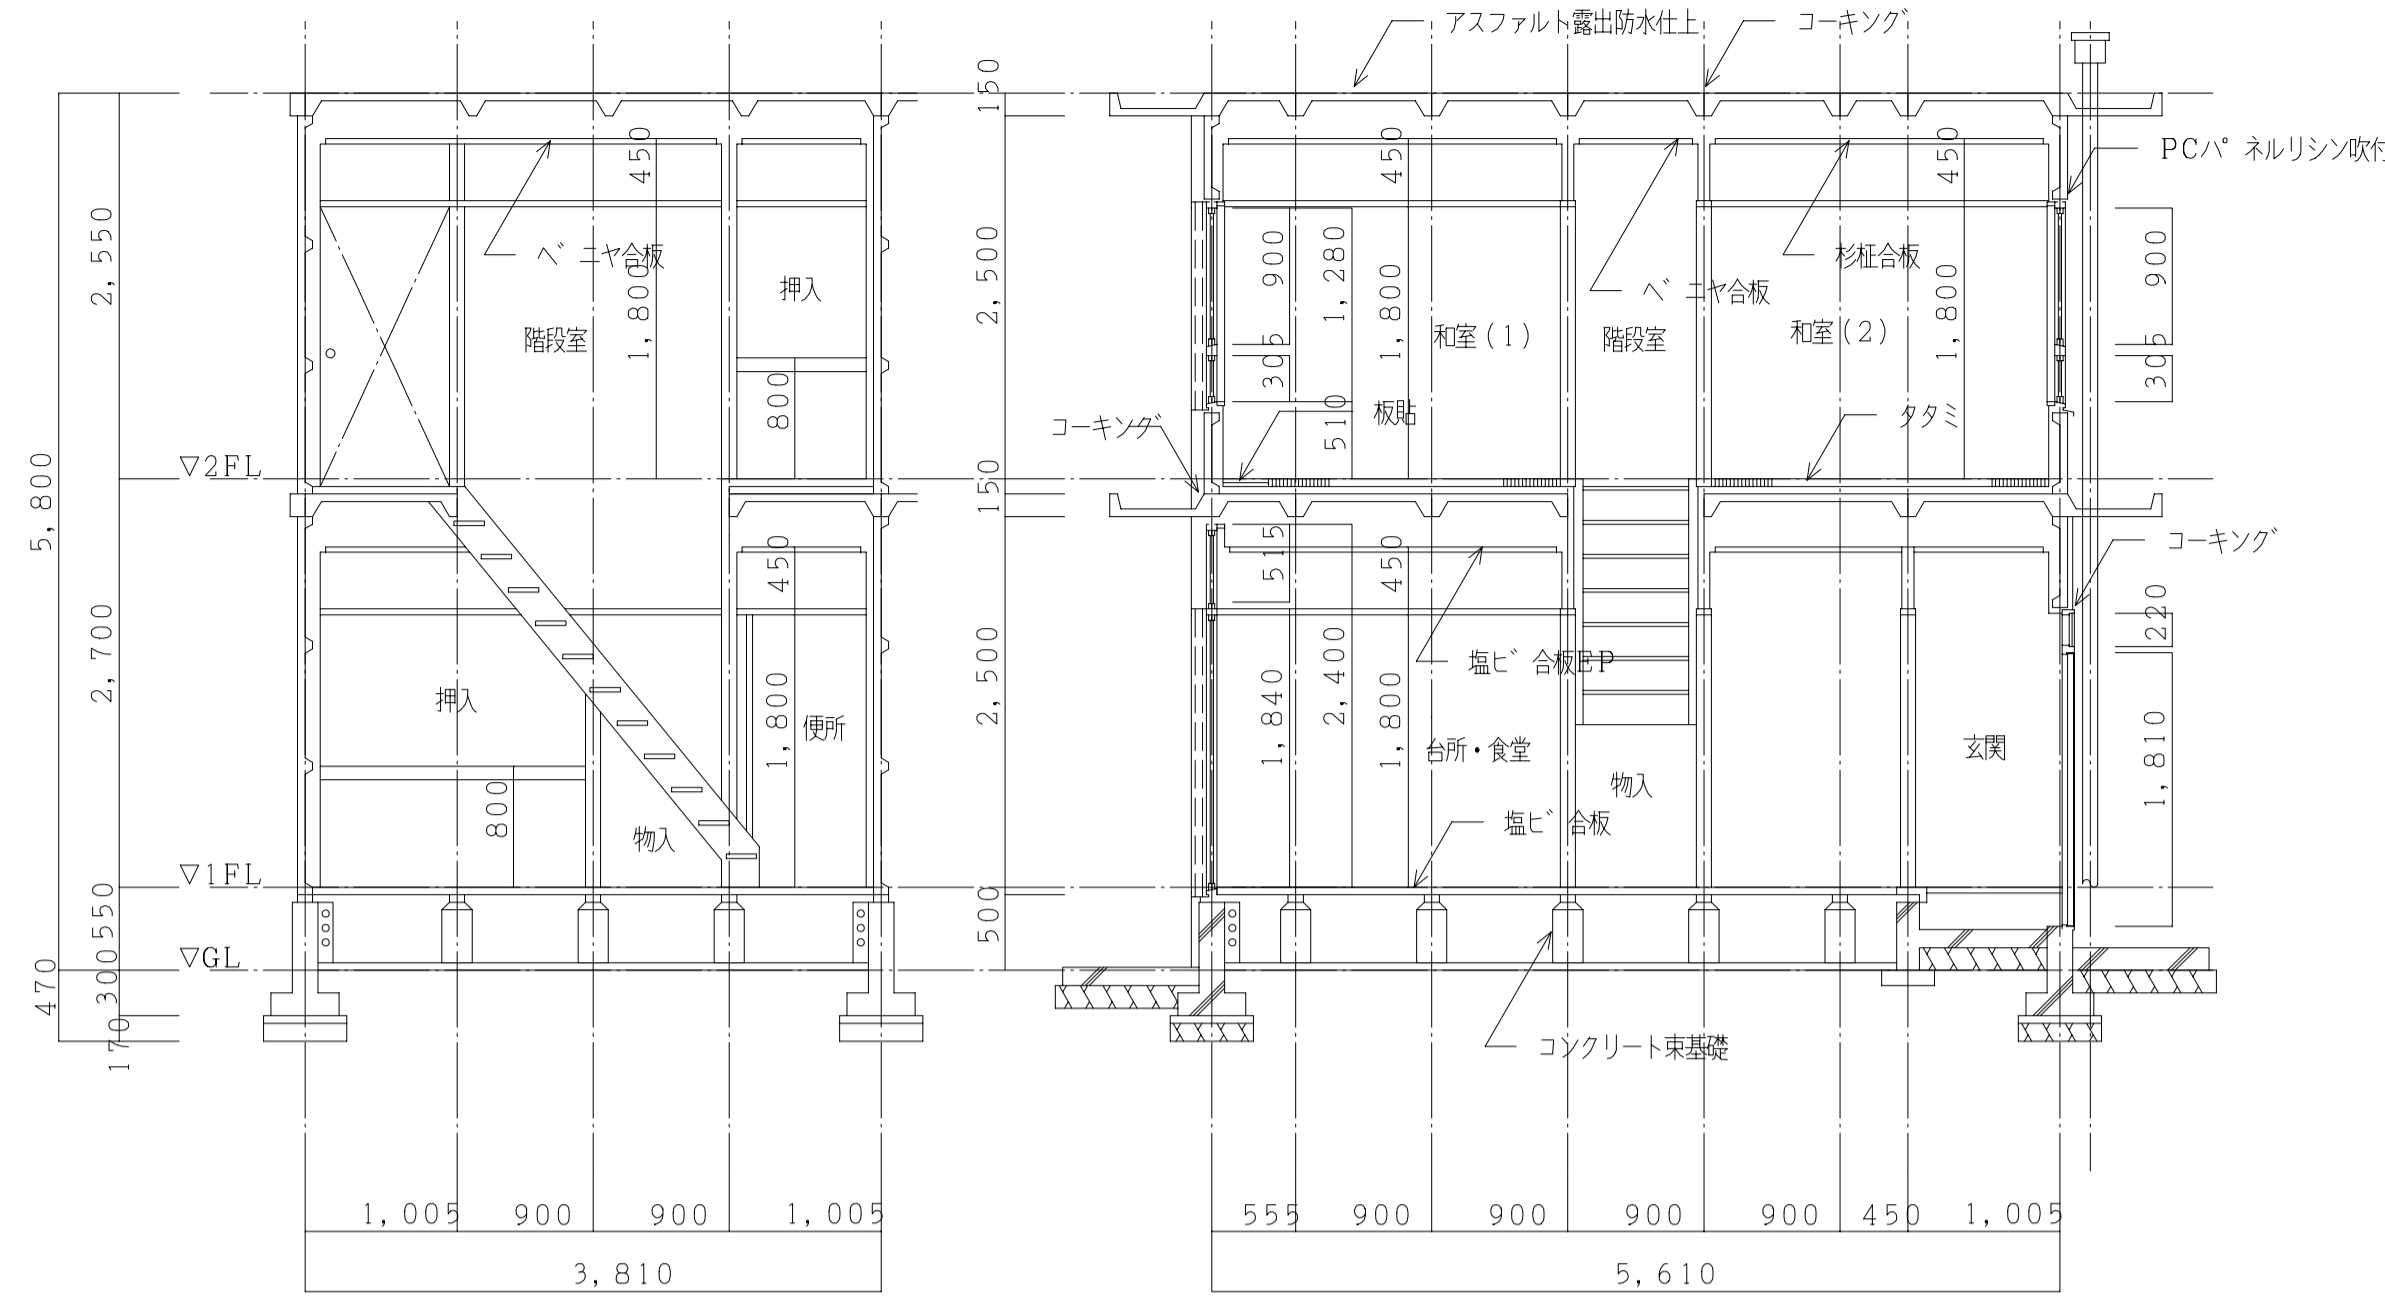 アスファルト露出防水仕上
コーキング
PCパネルリシン吹付
150
450
450
450
2,550
ベニヤ合板
1,800
押入
階段室
800
2,500
900
1,280
1,800
305
510
和室(1)
階段室
ベニヤ合板
杉柾合板
和室(2)
1,800
900
305
板貼
タタミ
コーキング
▽2FL
5,800
150
2,700
450
押入
1,800
便所
800
物入
2,500
515
450
1,840
2,400
1,800
塩ビ合板EP
台所・食堂
物入
塩ビ合板
玄関
コーキング
220
1,810
▽1FL
550
500
▽GL
470
300
170
コンクリート束基礎
1,005
900
900
1,005
3,810
555
900
900
900
900
450
1,005
5,610